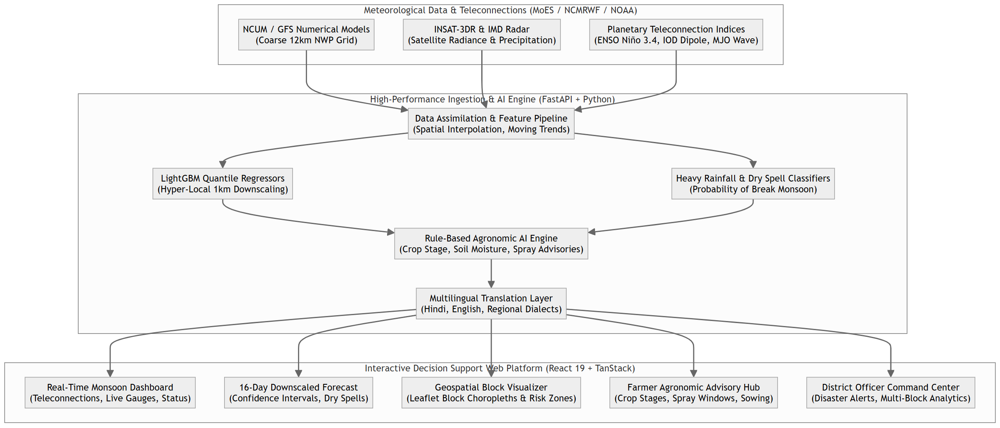 Meteorological Data & Teleconnections (MoES / NCMRWF / NOAA)
NCUM / GFS Numerical Models
(Coarse 12km NWP Grid)
INSAT-3DR & IMD Radar
(Satellite Radiance & Precipitation)
Planetary Teleconnection Indices
(ENSO Niño 3.4, IOD Dipole, MJO Wave)
High-Performance Ingestion & AI Engine (FastAPI + Python)
Data Assimilation & Feature Pipeline
(Spatial Interpolation, Moving Trends)
LightGBM Quantile Regressors
(Hyper-Local 1km Downscaling)
Heavy Rainfall & Dry Spell Classifiers
(Probability of Break Monsoon)
Rule-Based Agronomic AI Engine
(Crop Stage, Soil Moisture, Spray Advisories)
Multilingual Translation Layer
(Hindi, English, Regional Dialects)
Interactive Decision Support Web Platform (React 19 + TanStack)
Real-Time Monsoon Dashboard
(Teleconnections, Live Gauges, Status)
16-Day Downscaled Forecast
(Confidence Intervals, Dry Spells)
Geospatial Block Visualizer
(Leaflet Block Choropleths & Risk Zones)
Farmer Agronomic Advisory Hub
(Crop Stages, Spray Windows, Sowing)
District Officer Command Center
(Disaster Alerts, Multi-Block Analytics)